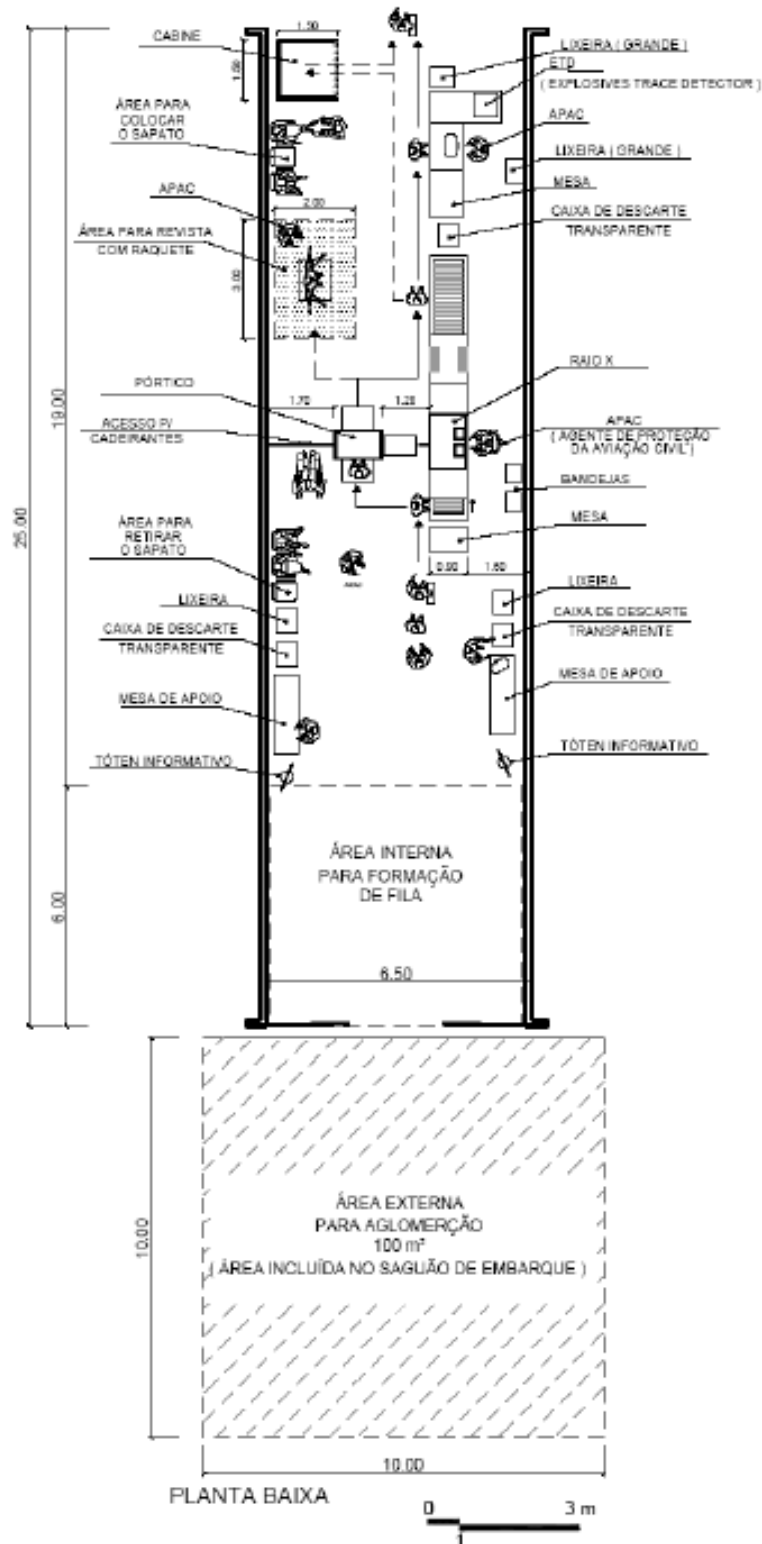 1.50
CABINE
1.50
LIXEIRA ( GRANDE )
ETD
( EXPLOSIVES TRACE DETECTOR )
ÁREA PARA
COLOCAR
O SAPATO
APAC
LIXEIRA ( GRANDE )
APAC
MESA
2.00
CAIXA DE DESCARTE
TRANSPARENTE
ÁREA PARA REVISTA
COM RAQUETE
3.00
RAIO X
PÓRTICO
1.70
1.20
ACESSO P/
CADEIRANTES
APAC
( AGENTE DE PROTEÇÃO
DA AVIAÇÃO CIVIL )
BANDEJAS
19.00
25.00
ÁREA PARA
RETIRAR
O SAPATO
MESA
0.90
1.60
LIXEIRA
LIXEIRA
CAIXA DE DESCARTE
TRANSPARENTE
CAIXA DE DESCARTE
TRANSPARENTE
MESA DE APOIO
MESA DE APOIO
TÓTEN INFORMATIVO
TÓTEN INFORMATIVO
ÁREA INTERNA
PARA FORMAÇÃO
DE FILA
6.00
6.50
ÁREA EXTERNA
PARA AGLOMERÇÃO
100 m²
( ÁREA INCLUÍDA NO SAGUÃO DE EMBARQUE )
10.00
10.00
PLANTA BAIXA
0
3 m
1